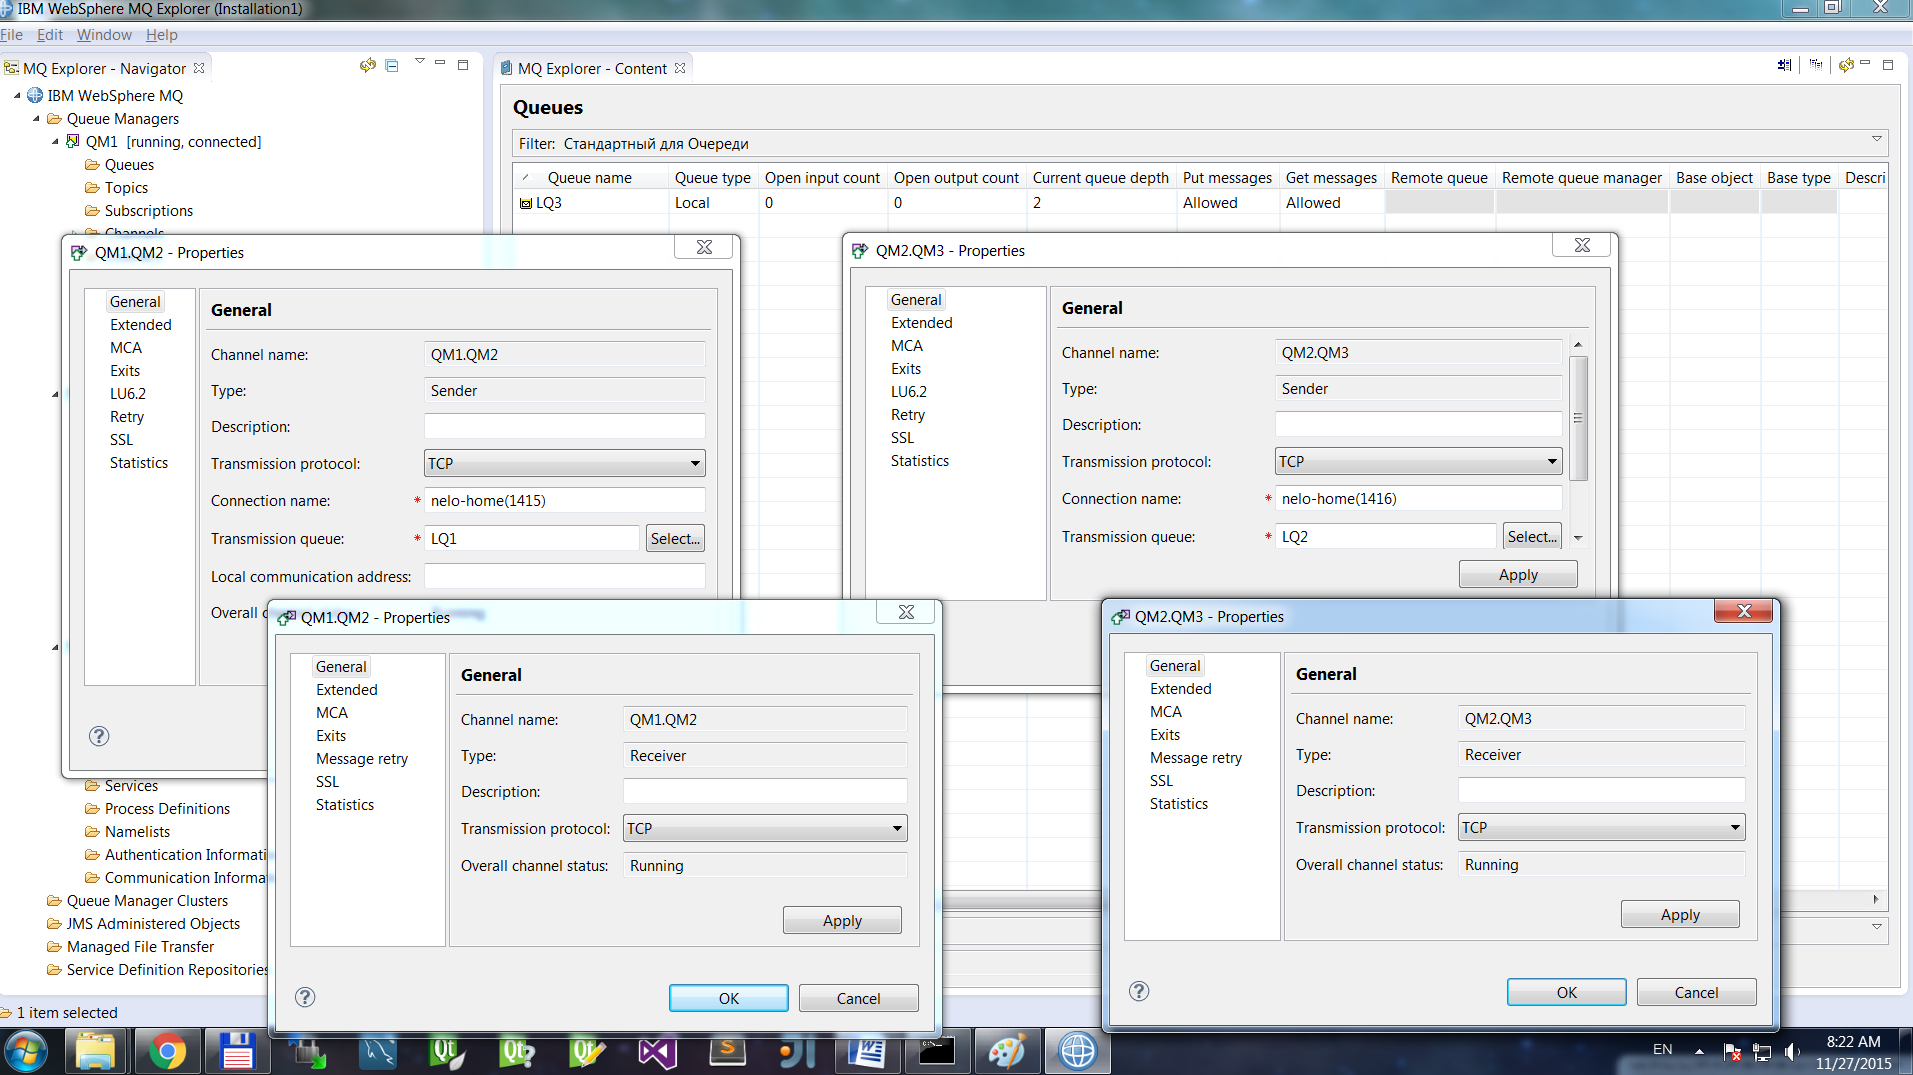 IBM WebSphere MQ Explorer (Installation1)
File Edit Window Help
MQ Explorer - Navigator
IBM WebSphere MQ
Queue Managers
QM1 [running, connected]
Queues
Topics
Subscriptions
Channels
Services
Process Definitions
Namelists
Authentication Informati
Communication Informa
Queue Manager Clusters
JMS Administered Objects
Managed File Transfer
Service Definition Repositories
1 item selected
MQ Explorer - Content
Queues
Filter: Стандартный для Очереди
Queue name Queue type Open input count Open output count Current queue depth Put messages Get messages Remote queue Remote queue manager Base object Base type Descri
LQ3 Local 0 0 2 Allowed Allowed
QM1.QM2 - Properties
General
Extended
MCA
Exits
LU6.2
Retry
SSL
Statistics
General
Channel name: QM1.QM2
Type: Sender
Description:
Transmission protocol: TCP
Connection name: * nelo-home(1415)
Transmission queue: * LQ1 Select...
Local communication address:
Overall c
QM2.QM3 - Properties
General
Extended
MCA
Exits
LU6.2
Retry
SSL
Statistics
General
Channel name: QM2.QM3
Type: Sender
Description:
Transmission protocol: TCP
Connection name: * nelo-home(1416)
Transmission queue: * LQ2 Select...
Apply
QM1.QM2 - Properties
General
Extended
MCA
Exits
Message retry
SSL
Statistics
General
Channel name: QM1.QM2
Type: Receiver
Description:
Transmission protocol: TCP
Overall channel status: Running
Apply
OK Cancel
QM2.QM3 - Properties
General
Extended
MCA
Exits
Message retry
SSL
Statistics
General
Channel name: QM2.QM3
Type: Receiver
Description:
Transmission protocol: TCP
Overall channel status: Running
Apply
OK Cancel
EN
8:22 AM
11/27/2015